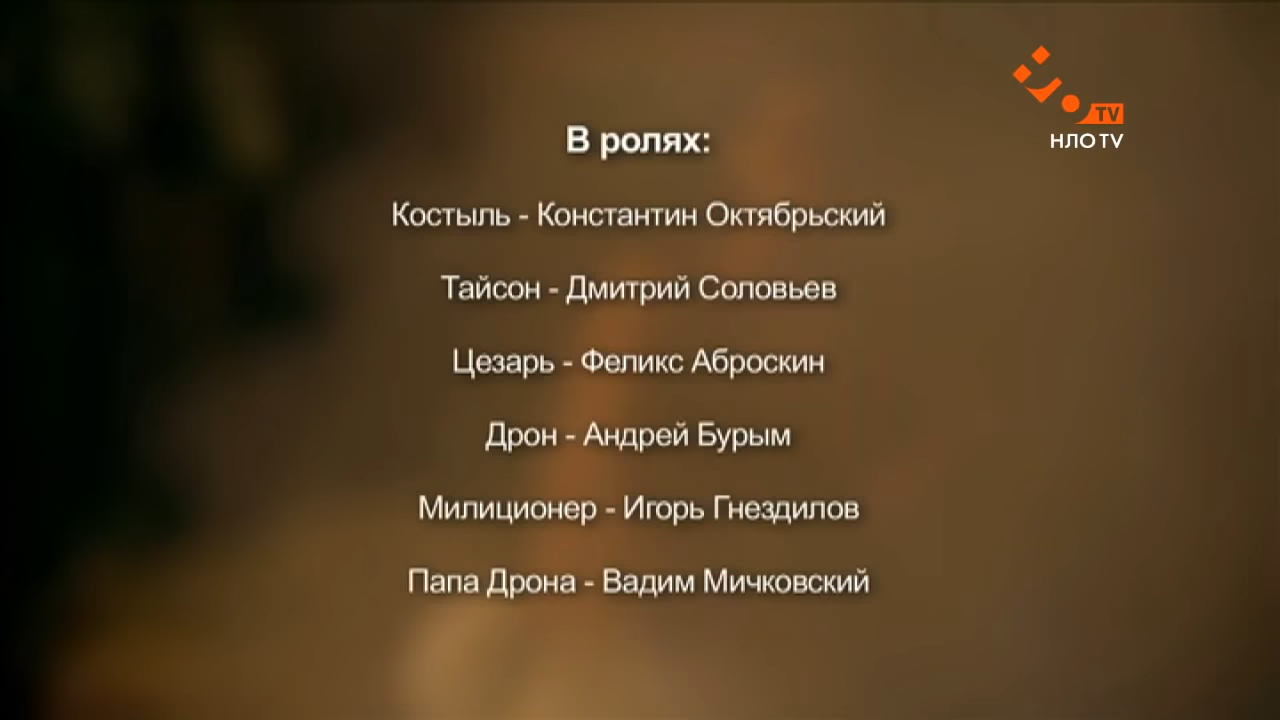 TV
НЛО TV
В ролях:
Костыль - Константин Октябрьский
Тайсон - Дмитрий Соловьев
Цезарь - Феликс Аброскин
Дрон - Андрей Бурым
Милиционер - Игорь Гнездилов
Папа Дрона - Вадим Мичковский